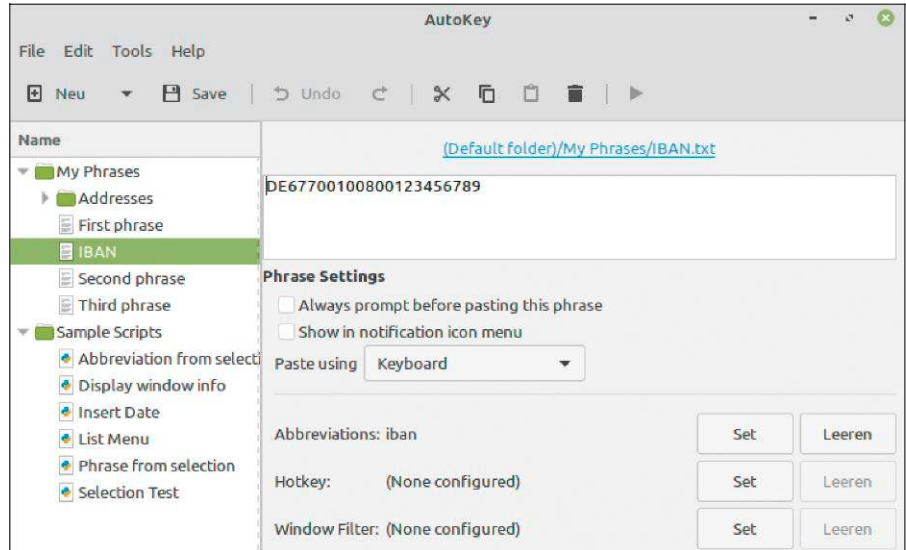 AutoKey
File Edit Tools Help
Neu Save Undo
Name
My Phrases
Addresses
First phrase
IBAN
Second phrase
Third phrase
Sample Scripts
Abbreviation from selecti
Display window info
Insert Date
List Menu
Phrase from selection
Selection Test
(Default folder)/My Phrases/IBAN.txt
DE67700100800123456789
Phrase Settings
Always prompt before pasting this phrase
Show in notification icon menu
Paste using Keyboard
Abbreviations: iban Set Leeren
Hotkey: (None configured) Set Leeren
Window Filter: (None configured) Set Leeren